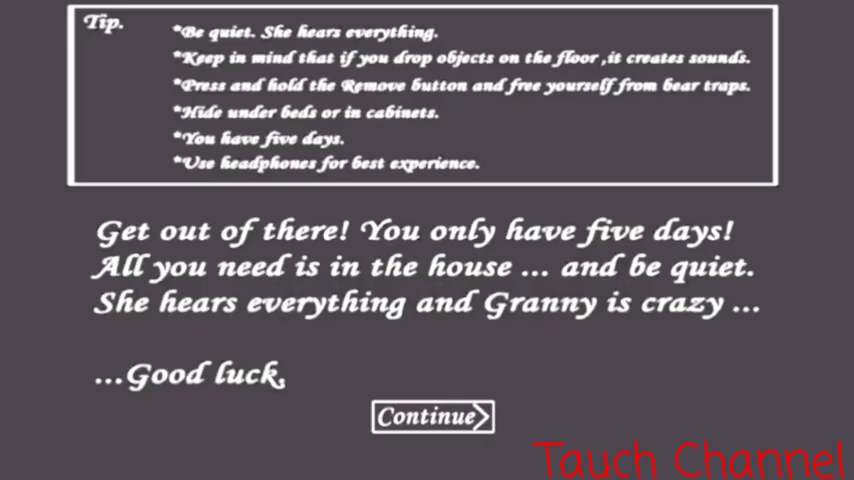 Tip.
*Be quiet. She hears everything.
*Keep in mind that if you drop objects on the floor ,it creates sounds.
*Press and hold the Remove button and free yourself from bear traps.
*Hide under beds or in cabinets.
*You have five days.
*Use headphones for best experience.
Get out of there! You only have five days!
All you need is in the house ... and be quiet.
She hears everything and Granny is crazy ...
...Good luck.
Continue>
Tauch Channel